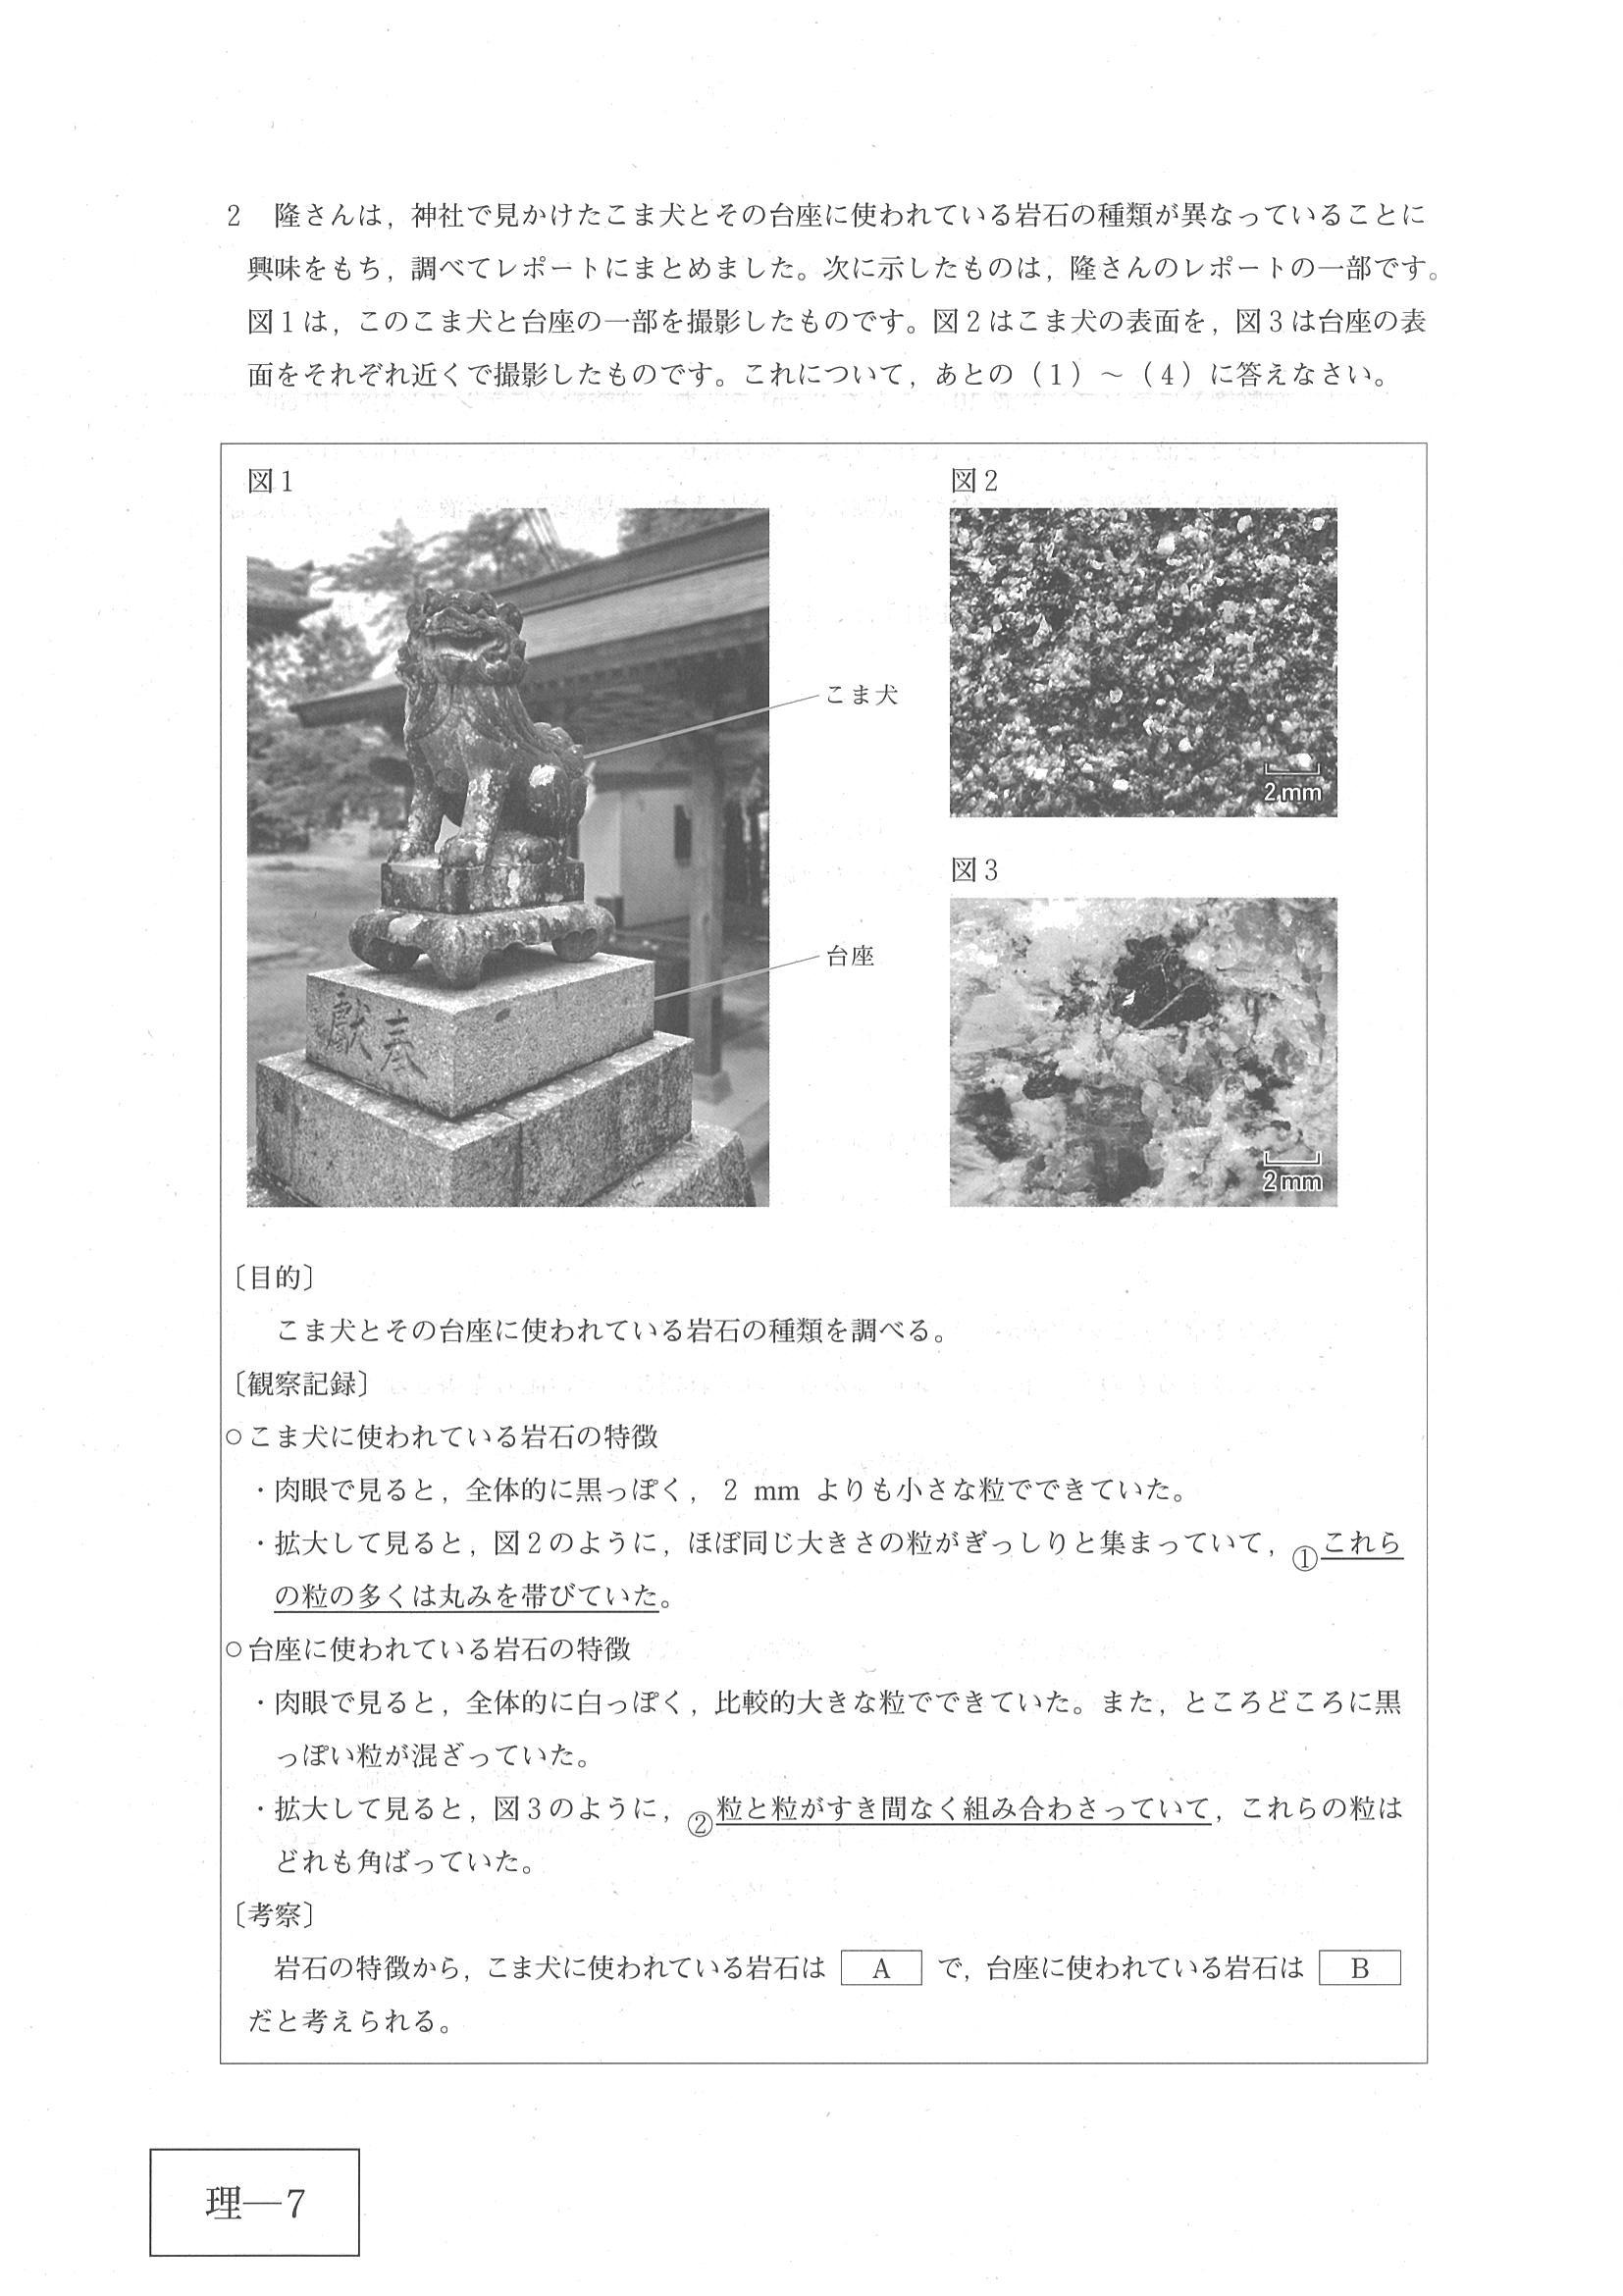 2 隆さんは，神社で見かけたこま犬とその台座に使われている岩石の種類が異なっていることに
興味をもち，調べてレポートにまとめました。次に示したものは，隆さんのレポートの一部です。
図1は，このこま犬と台座の一部を撮影したものです。図2はこま犬の表面を，図3は台座の表
面をそれぞれ近くで撮影したものです。これについて，あとの（1）～（4）に答えなさい。
図1
図2
こま犬
2 mm
図3
台座
獻奉
2 mm
〔目的〕
こま犬とその台座に使われている岩石の種類を調べる。
〔観察記録〕
○こま犬に使われている岩石の特徴
・肉眼で見ると，全体的に黒っぽく，2 mm よりも小さな粒でできていた。
・拡大して見ると，図2のように，ほぼ同じ大きさの粒がぎっしりと集まっていて，①これら
の粒の多くは丸みを帯びていた。
○台座に使われている岩石の特徴
・肉眼で見ると，全体的に白っぽく，比較的大きな粒でできていた。また，ところどころに黒
っぽい粒が混ざっていた。
・拡大して見ると，図3のように，②粒と粒がすき間なく組み合わさっていて，これらの粒は
どれも角ばっていた。
〔考察〕
岩石の特徴から，こま犬に使われている岩石は A で，台座に使われている岩石は B
だと考えられる。
理―7